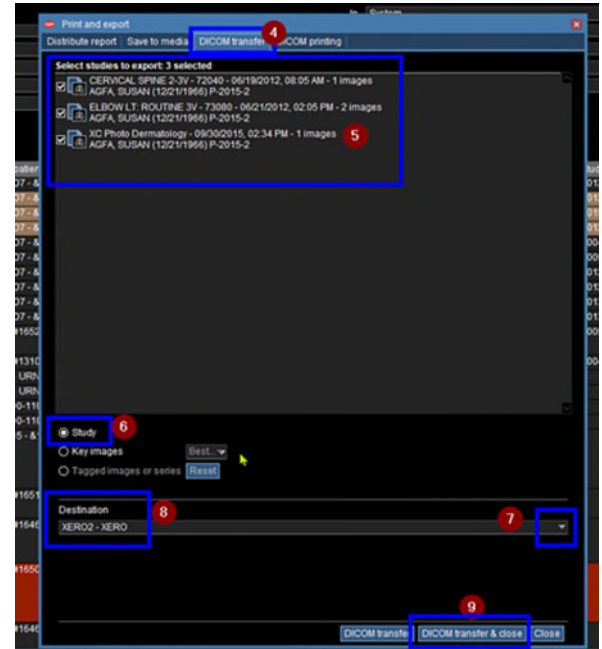 In System
Print and export
Distribute report Save to media DICOM transfer DICOM printing
4
Select studies to export: 3 selected
CERVICAL SPINE 2-3V - 72040 - 06/19/2012, 08:05 AM - 1 images
AGFA, SUSAN (12/21/1966) P-2015-2
ELBOW LT: ROUTINE 3V - 73080 - 06/21/2012, 02:05 PM - 2 images
AGFA, SUSAN (12/21/1966) P-2015-2
XC Photo Dermatology - 09/30/2015, 02:34 PM - 1 images
5
AGFA, SUSAN (12/21/1966) P-2015-2
Study
6
Key images Best...
Tagged images or series Reset
Destination
8
7
XERO2 - XERO
9
DICOM transfer DICOM transfer & close Close